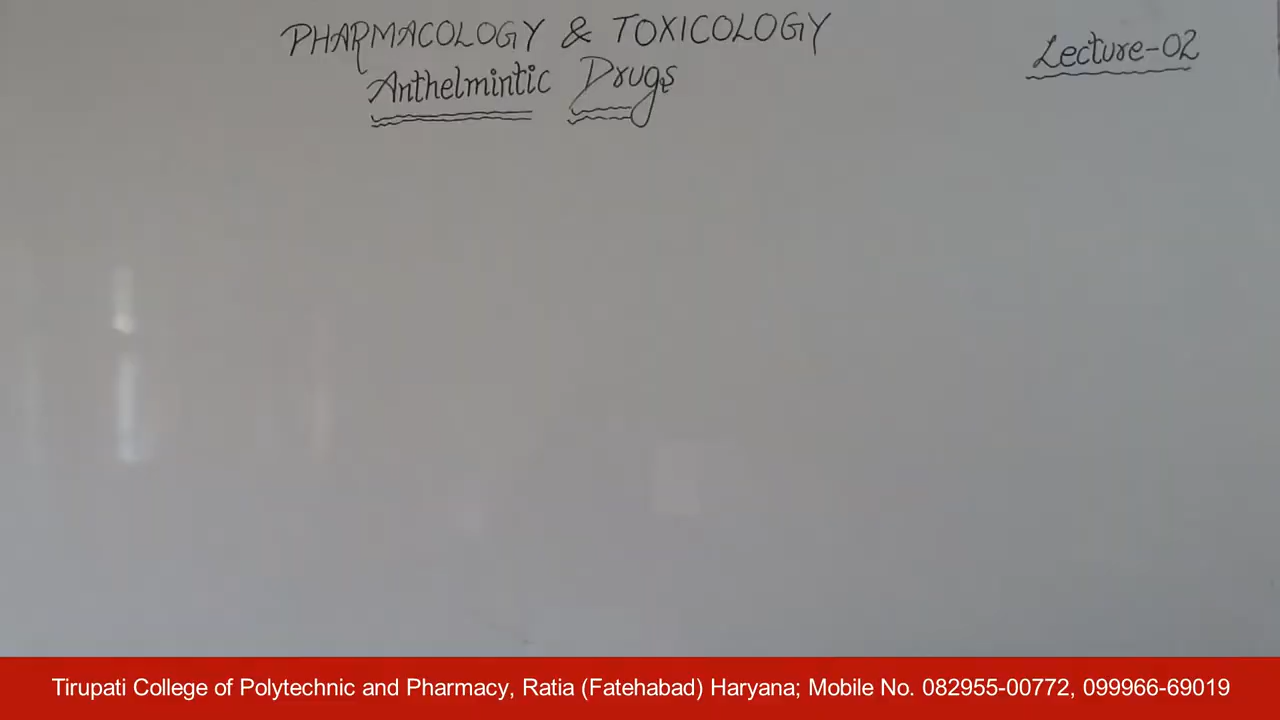 PHARMACOLOGY & TOXICOLOGY
Lecture-02
Anthelmintic Drugs
Tirupati College of Polytechnic and Pharmacy, Ratia (Fatehabad) Haryana; Mobile No. 082955-00772, 099966-69019